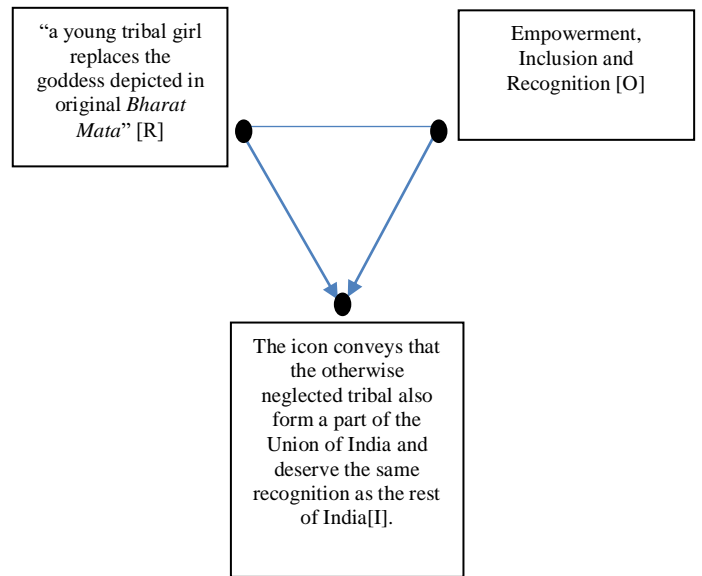 “a young tribal girl
replaces the
goddess depicted in
original Bharat
Mata” [R]
Empowerment,
Inclusion and
Recognition [O]
The icon conveys that
the otherwise
neglected tribal also
form a part of the
Union of India and
deserve the same
recognition as the rest
of India[I].